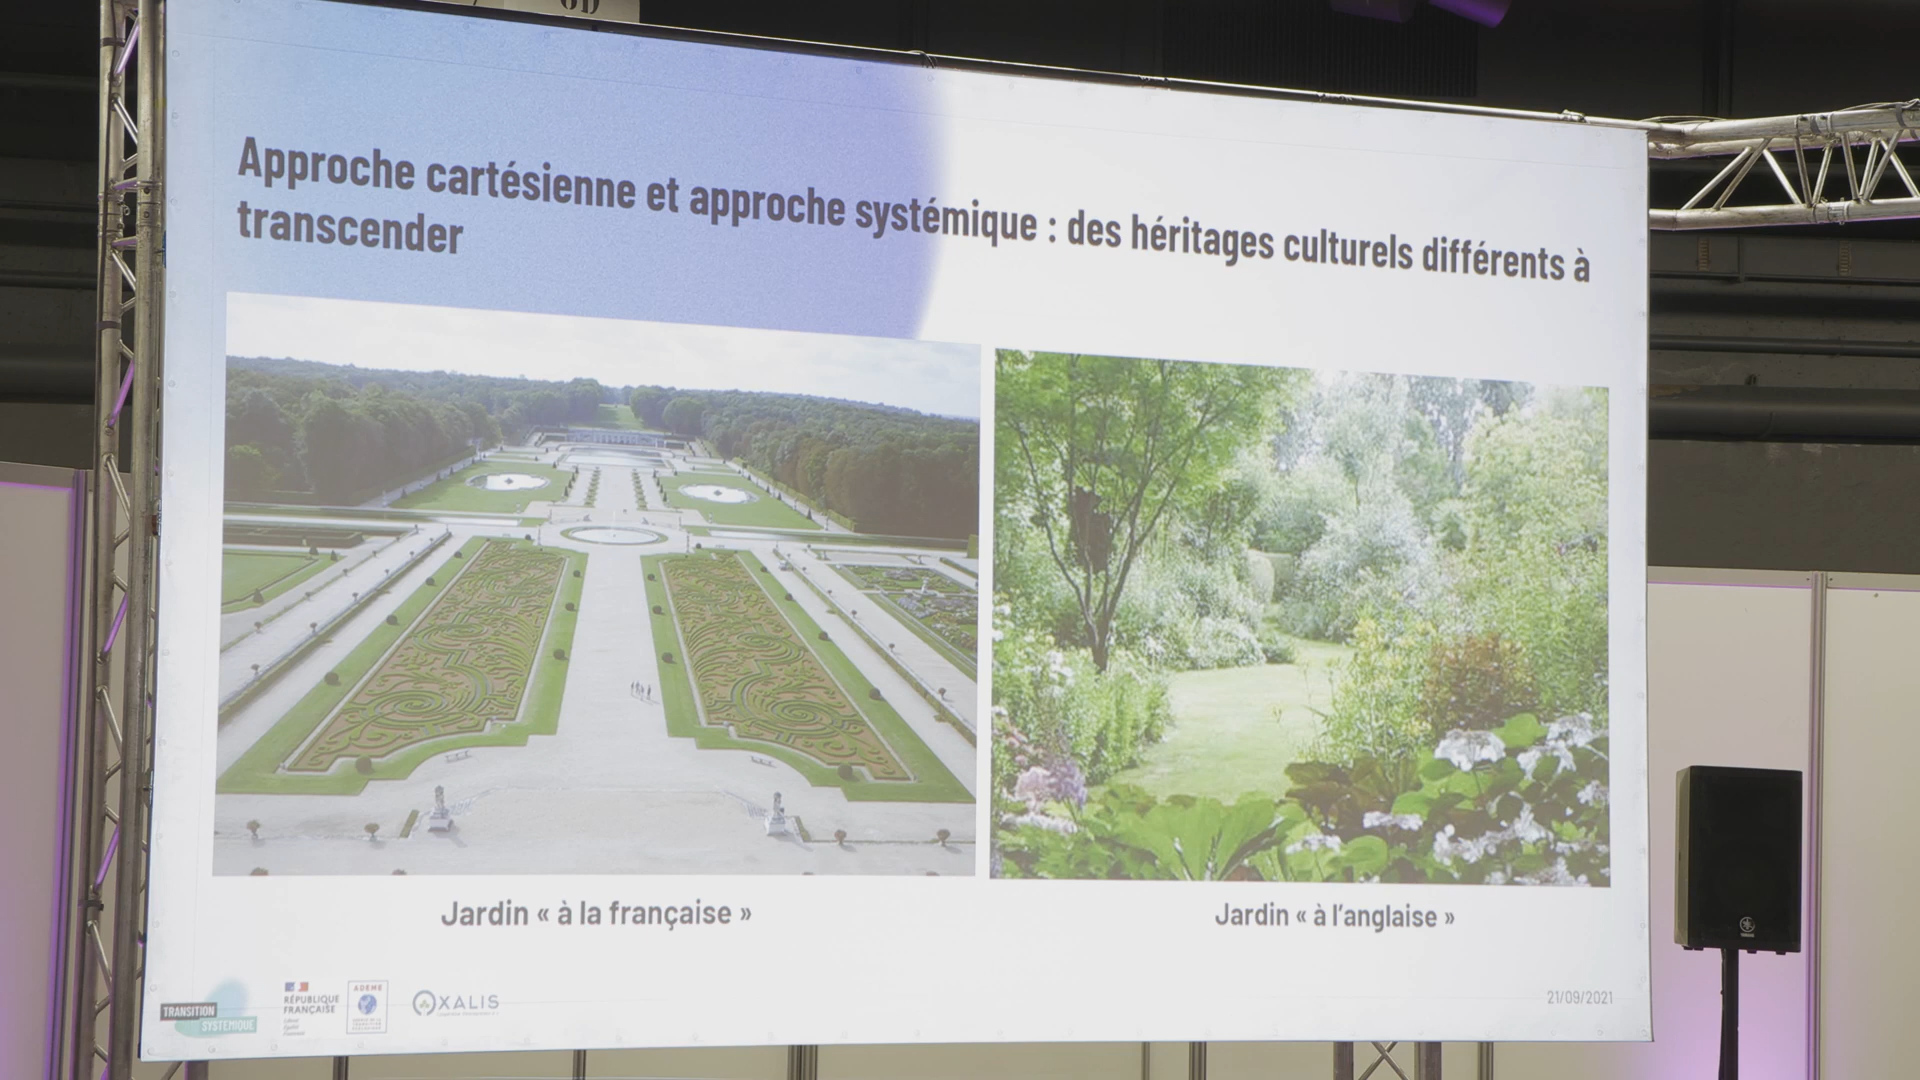 Approche cartésienne et approche systémique : des héritages culturels différents à
transcender
Jardin « à la française »
Jardin « à l'anglaise »
TRANSITION
SYSTÉMIQUE
RÉPUBLIQUE
FRANÇAISE
ADEME
OXALIS
21/09/2021